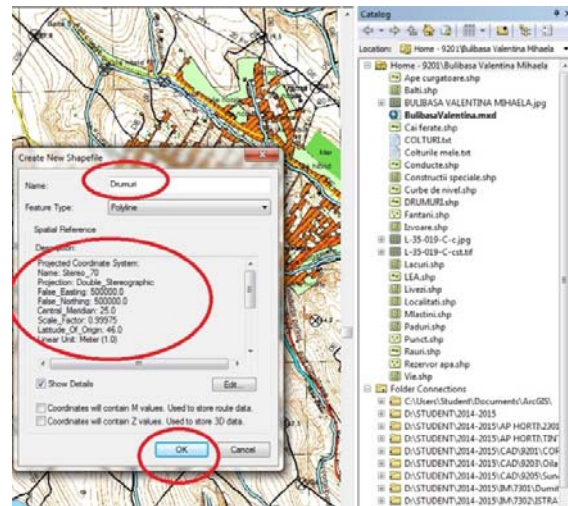 Create New Shapefile
Name:
Drumuri
Feature Type:
Polyline
Spatial Reference
Description:
Projected Coordinate System:
Name: Stereo_70
Projection: Double_Stereographic
False_Easting: 500000.0
False_Northing: 500000.0
Central_Meridian: 25.0
Scale_Factor: 0.99975
Latitude_Of_Origin: 46.0
Linear Unit: Meter (1.0)
Show Details
Edit...
Coordinates will contain M values. Used to store route data.
Coordinates will contain Z values. Used to store 3D data.
OK
Cancel
Catalog
Location:
Home - 9201\Bulibasa Valentina Mihaela
Home - 9201\Bulibasa Valentina Mihaela
Ape curgatoare.shp
Balti.shp
BULIBASA VALENTINA MIHAELA.jpg
BulibasaValentina.mxd
Cai ferate.shp
COLTURI.txt
Colturile mele.txt
Conducte.shp
Constructii speciale.shp
Curbe de nivel.shp
DRUMURI.shp
Fantani.shp
Izvoare.shp
L-35-019-C-c.jpg
L-35-019-C-cst.tif
Lacuri.shp
LEA.shp
Livezi.shp
Localitati.shp
Mlastini.shp
Paduri.shp
Punct.shp
Rauri.shp
Rezervor apa.shp
Vie.shp
Folder Connections
C:\Users\Student\Documents\ArcGIS\
D:\STUDENT\2014-2015
D:\STUDENT\2014-2015\AP HORTI\2301
D:\STUDENT\2014-2015\AP HORTI\TIN
D:\STUDENT\2014-2015\CAD\9201\COF
D:\STUDENT\2014-2015\CAD\9203\Oila
D:\STUDENT\2014-2015\CAD\9205\Sun
D:\STUDENT\2014-2015\IM\7301\Dumit
D:\STUDENT\2014-2015\IM\7302\ISTRA